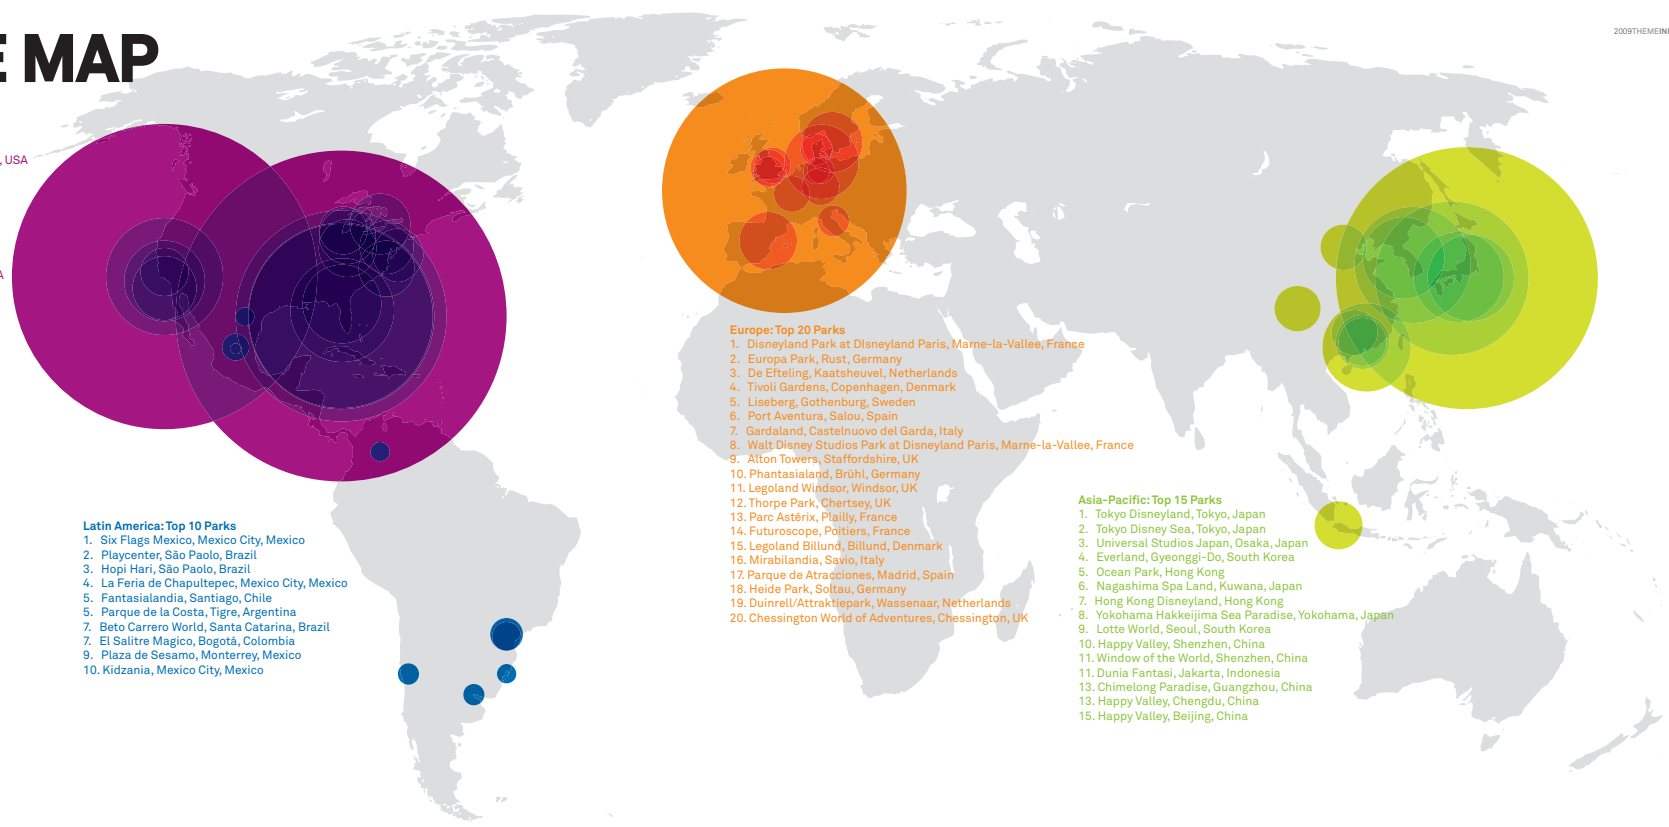 E MAP
2009THEMEIN
, USA
A
Europe: Top 20 Parks
1. Disneyland Park at DIsneyland Paris, Marne-la-Vallee, France
2. Europa Park, Rust, Germany
3. De Efteling, Kaatsheuvel, Netherlands
4. Tivoli Gardens, Copenhagen, Denmark
5. Liseberg, Gothenburg, Sweden
6. Port Aventura, Salou, Spain
7. Gardaland, Castelnuovo del Garda, Italy
8. Walt Disney Studios Park at Disneyland Paris, Marne-la-Vallee, France
9. Alton Towers, Staffordshire, UK
10. Phantasialand, Brühl, Germany
11. Legoland Windsor, Windsor, UK
12. Thorpe Park, Chertsey, UK
13. Parc Astérix, Plailly, France
14. Futuroscope, Poitiers, France
15. Legoland Billund, Billund, Denmark
16. Mirabilandia, Savio, Italy
17. Parque de Atracciones, Madrid, Spain
18. Heide Park, Soltau, Germany
19. Duinrell/Attraktiepark, Wassenaar, Netherlands
20. Chessington World of Adventures, Chessington, UK
Asia-Pacific: Top 15 Parks
1. Tokyo Disneyland, Tokyo, Japan
2. Tokyo Disney Sea, Tokyo, Japan
3. Universal Studios Japan, Osaka, Japan
4. Everland, Gyeonggi-Do, South Korea
5. Ocean Park, Hong Kong
6. Nagashima Spa Land, Kuwana, Japan
7. Hong Kong Disneyland, Hong Kong
8. Yokohama Hakkeijima Sea Paradise, Yokohama, Japan
9. Lotte World, Seoul, South Korea
10. Happy Valley, Shenzhen, China
11. Window of the World, Shenzhen, China
11. Dunia Fantasi, Jakarta, Indonesia
13. Chimelong Paradise, Guangzhou, China
13. Happy Valley, Chengdu, China
15. Happy Valley, Beijing, China
Latin America: Top 10 Parks
1. Six Flags Mexico, Mexico City, Mexico
2. Playcenter, São Paolo, Brazil
3. Hopi Hari, São Paolo, Brazil
4. La Feria de Chapultepec, Mexico City, Mexico
5. Fantasialandia, Santiago, Chile
5. Parque de la Costa, Tigre, Argentina
7. Beto Carrero World, Santa Catarina, Brazil
7. El Salitre Magico, Bogotá, Colombia
9. Plaza de Sesamo, Monterrey, Mexico
10. Kidzania, Mexico City, Mexico